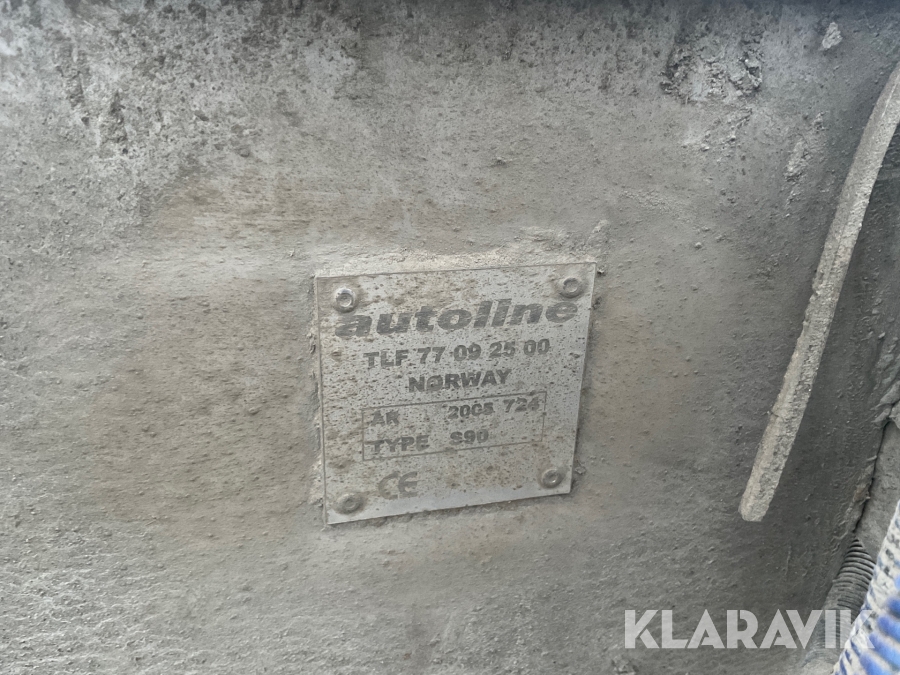 autoline
TLF 77 09 25 00
NORWAY
ÅR 2005 724
TYPE S90
CE
KLARAVIK